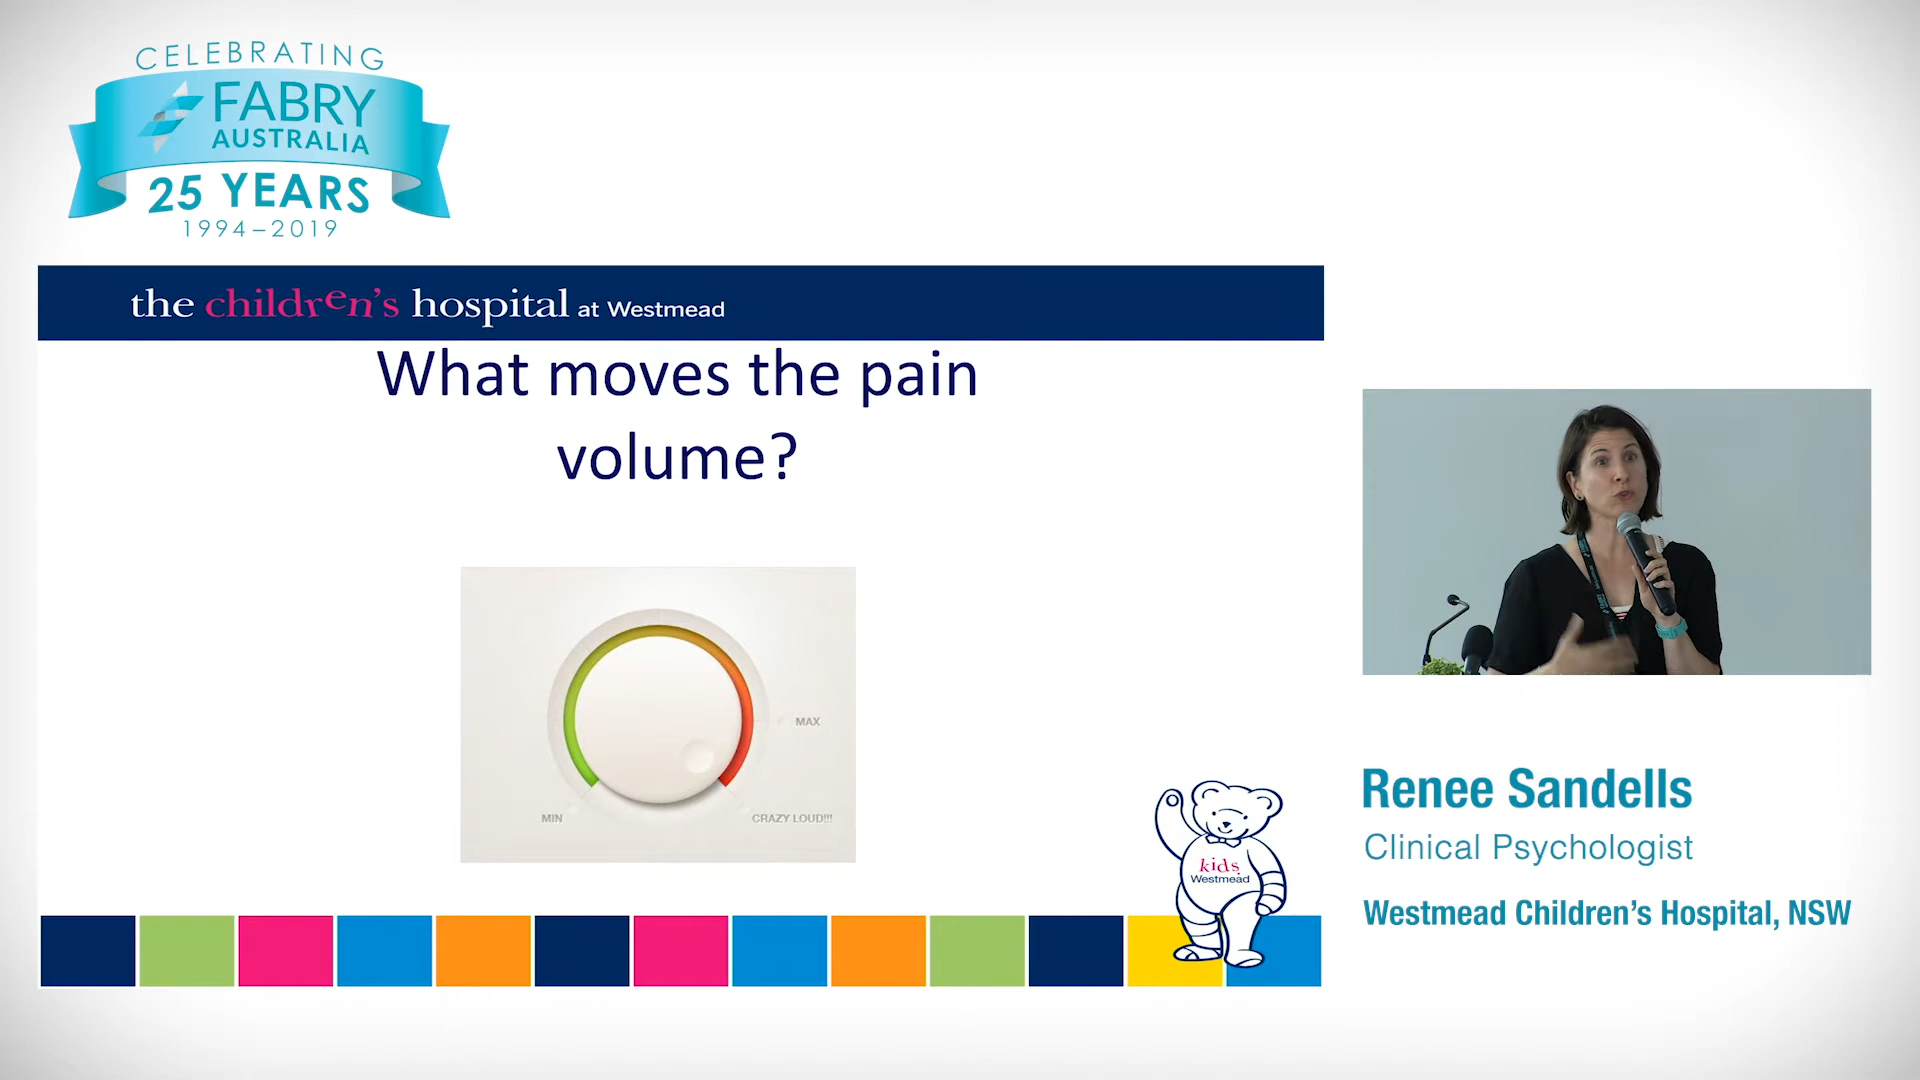 CELEBRATING
FABRY
AUSTRALIA
25 YEARS
1994–2019
the children's hospital at Westmead
What moves the pain
volume?
MAX
MIN
CRAZY LOUD!!!
kids
Westmead
Renee Sandells
Clinical Psychologist
Westmead Children's Hospital, NSW